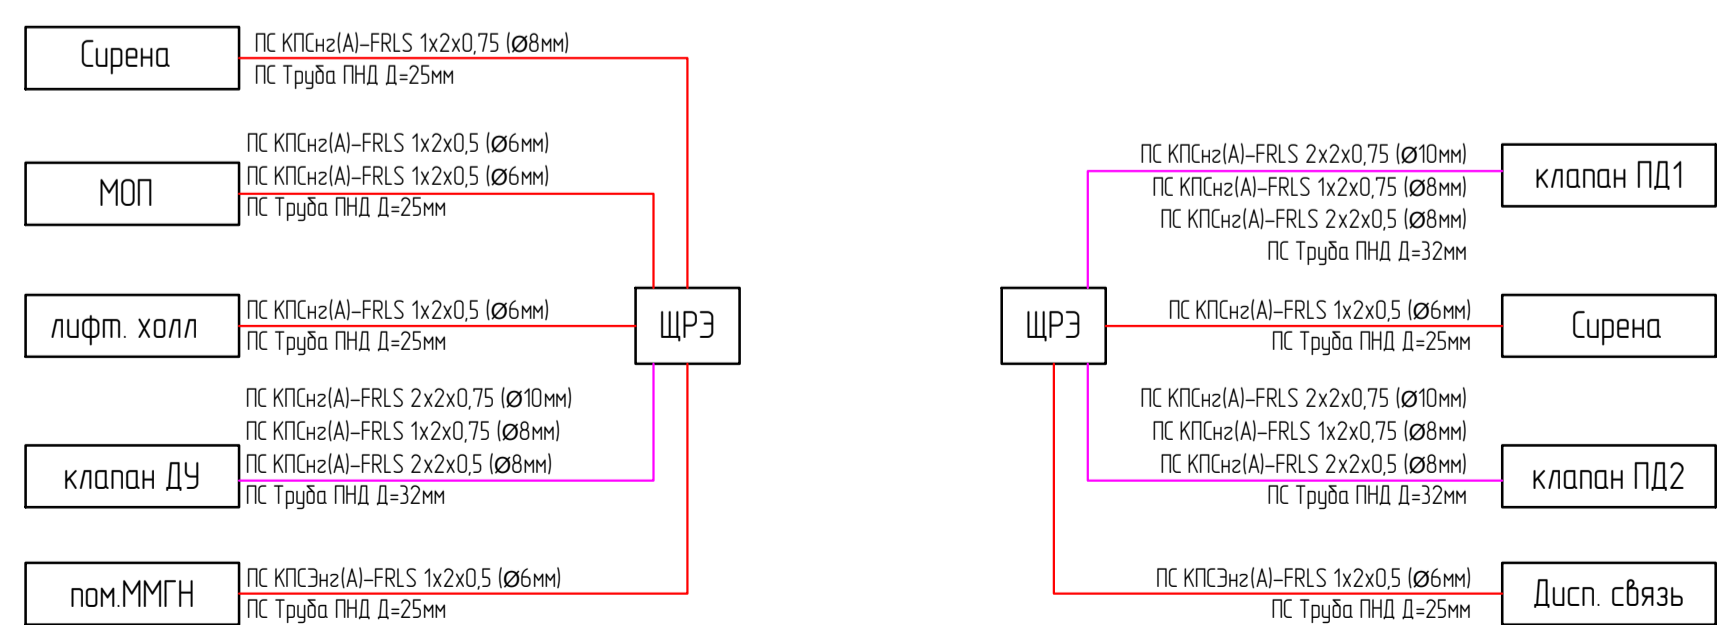 Сирена
ПС КПСнг(А)-FRLS 1х2х0,75 (Ø8мм)
ПС Труба ПНД Д=25мм
МОП
ПС КПСнг(А)-FRLS 1х2х0,5 (Ø6мм)
ПС КПСнг(А)-FRLS 1х2х0,5 (Ø6мм)
ПС Труба ПНД Д=25мм
лифт. холл
ПС КПСнг(А)-FRLS 1х2х0,5 (Ø6мм)
ПС Труба ПНД Д=25мм
ЩРЭ
клапан ДУ
ПС КПСнг(А)-FRLS 2х2х0,75 (Ø10мм)
ПС КПСнг(А)-FRLS 1х2х0,75 (Ø8мм)
ПС КПСнг(А)-FRLS 2х2х0,5 (Ø8мм)
ПС Труба ПНД Д=32мм
пом.ММГН
ПС КПСЭнг(А)-FRLS 1х2х0,5 (Ø6мм)
ПС Труба ПНД Д=25мм
ПС КПСнг(А)-FRLS 2х2х0,75 (Ø10мм)
ПС КПСнг(А)-FRLS 1х2х0,75 (Ø8мм)
ПС КПСнг(А)-FRLS 2х2х0,5 (Ø8мм)
ПС Труба ПНД Д=32мм
клапан ПД1
ЩРЭ
ПС КПСнг(А)-FRLS 1х2х0,5 (Ø6мм)
ПС Труба ПНД Д=25мм
Сирена
ПС КПСнг(А)-FRLS 2х2х0,75 (Ø10мм)
ПС КПСнг(А)-FRLS 1х2х0,75 (Ø8мм)
ПС КПСнг(А)-FRLS 2х2х0,5 (Ø8мм)
ПС Труба ПНД Д=32мм
клапан ПД2
ПС КПСЭнг(А)-FRLS 1х2х0,5 (Ø6мм)
ПС Труба ПНД Д=25мм
Дисп. связь